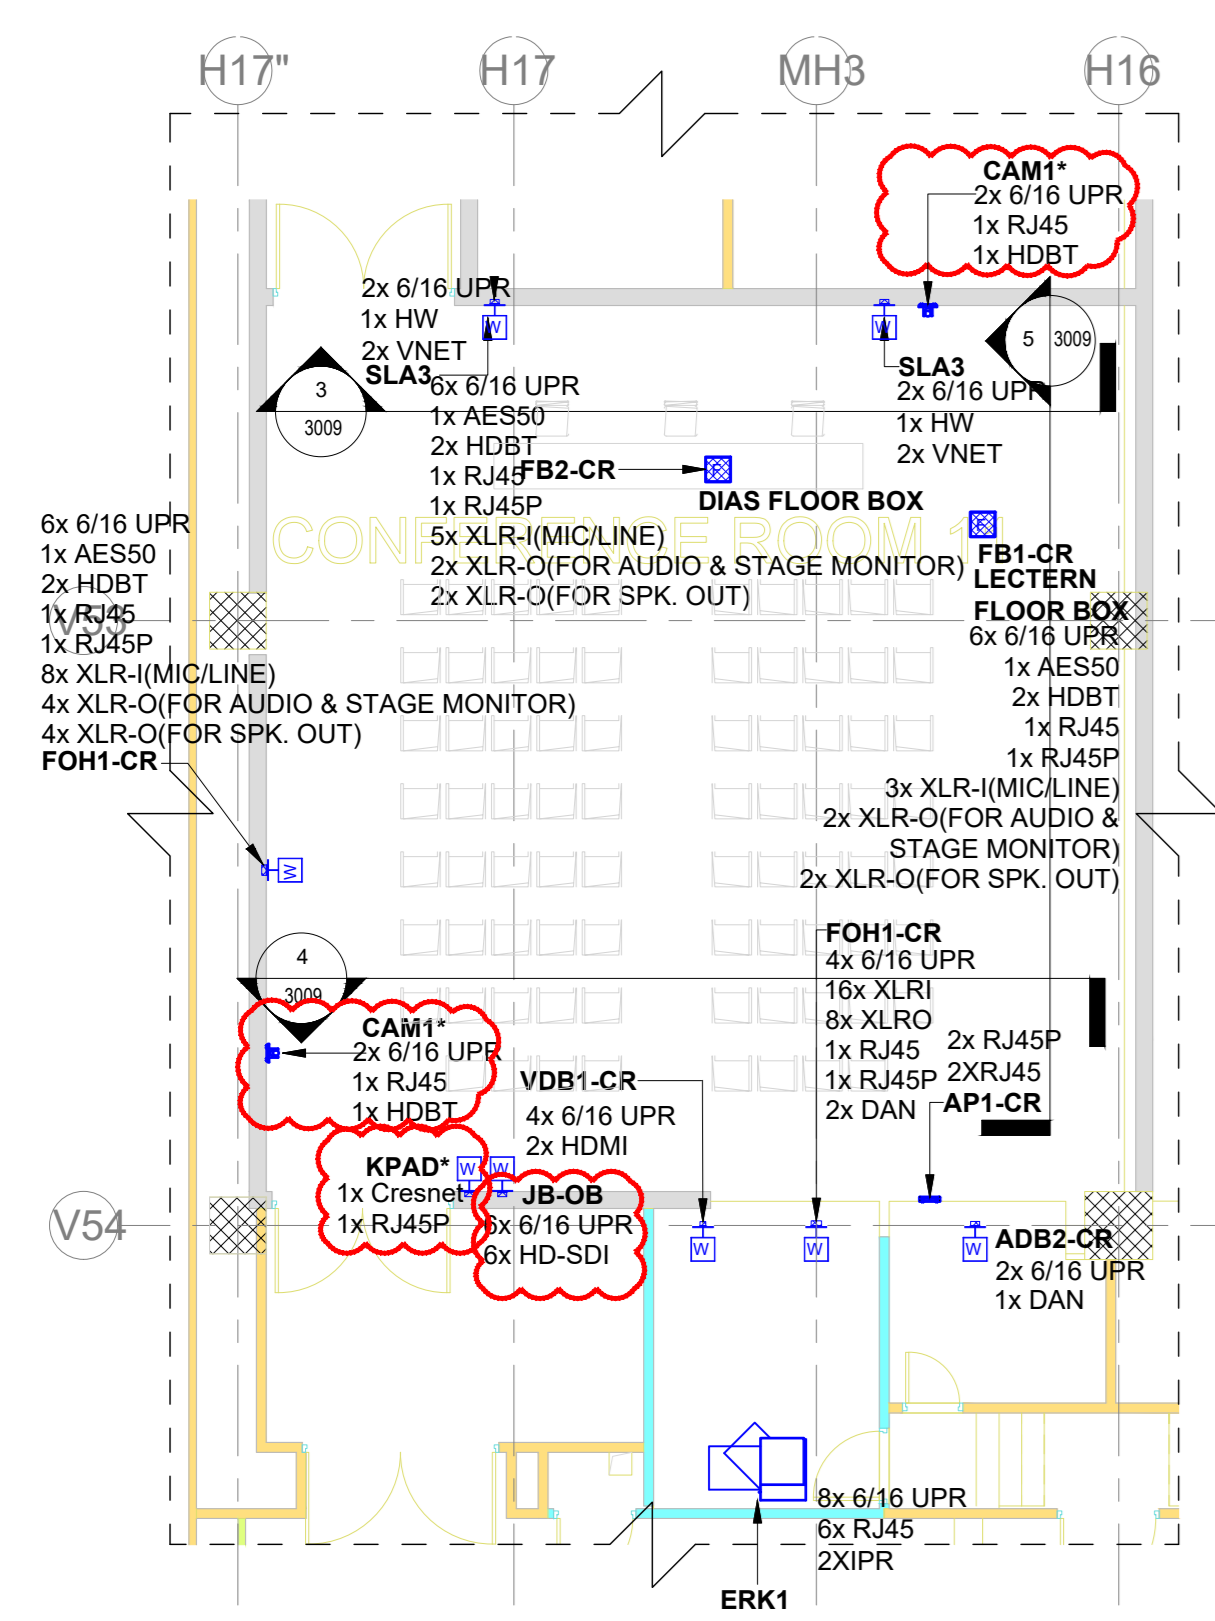 H17"
H17
MH3
H16
CAM1*
2x 6/16 UPR
1x RJ45
1x HDBT
2x 6/16 UPR
1x HW
2x VNET
SLA3
W
W
5
3009
3
3009
SLA3
2x 6/16 UPR
1x HW
2x VNET
6x 6/16 UPR
1x AES50
2x HDBT
1x RJ45
1x RJ45P
5x XLR-I(MIC/LINE)
2x XLR-O(FOR AUDIO & STAGE MONITOR)
2x XLR-O(FOR SPK. OUT)
FB2-CR
F
DIAS FLOOR BOX
CONFERENCE ROOM 1
F
FB1-CR
LECTERN
FLOOR BOX
6x 6/16 UPR
1x AES50
2x HDBT
1x RJ45
1x RJ45P
3x XLR-I(MIC/LINE)
2x XLR-O(FOR AUDIO &
STAGE MONITOR)
2x XLR-O(FOR SPK. OUT)
6x 6/16 UPR
1x AES50
2x HDBT
1x RJ45
1x RJ45P
8x XLR-I(MIC/LINE)
4x XLR-O(FOR AUDIO & STAGE MONITOR)
4x XLR-O(FOR SPK. OUT)
FOH1-CR
V53
W
4
3009
CAM1*
2x 6/16 UPR
1x RJ45
1x HDBT
FOH1-CR
4x 6/16 UPR
16x XLRI
8x XLRO
1x RJ45
1x RJ45P
2x DAN
2x RJ45P
2XRJ45
AP1-CR
VDB1-CR
4x 6/16 UPR
2x HDMI
KPAD*
1x Cresnet
1x RJ45P
W
W
JB-OB
6x 6/16 UPR
6x HD-SDI
V54
W
W
W
ADB2-CR
2x 6/16 UPR
1x DAN
8x 6/16 UPR
6x RJ45
2XIPR
ERK1